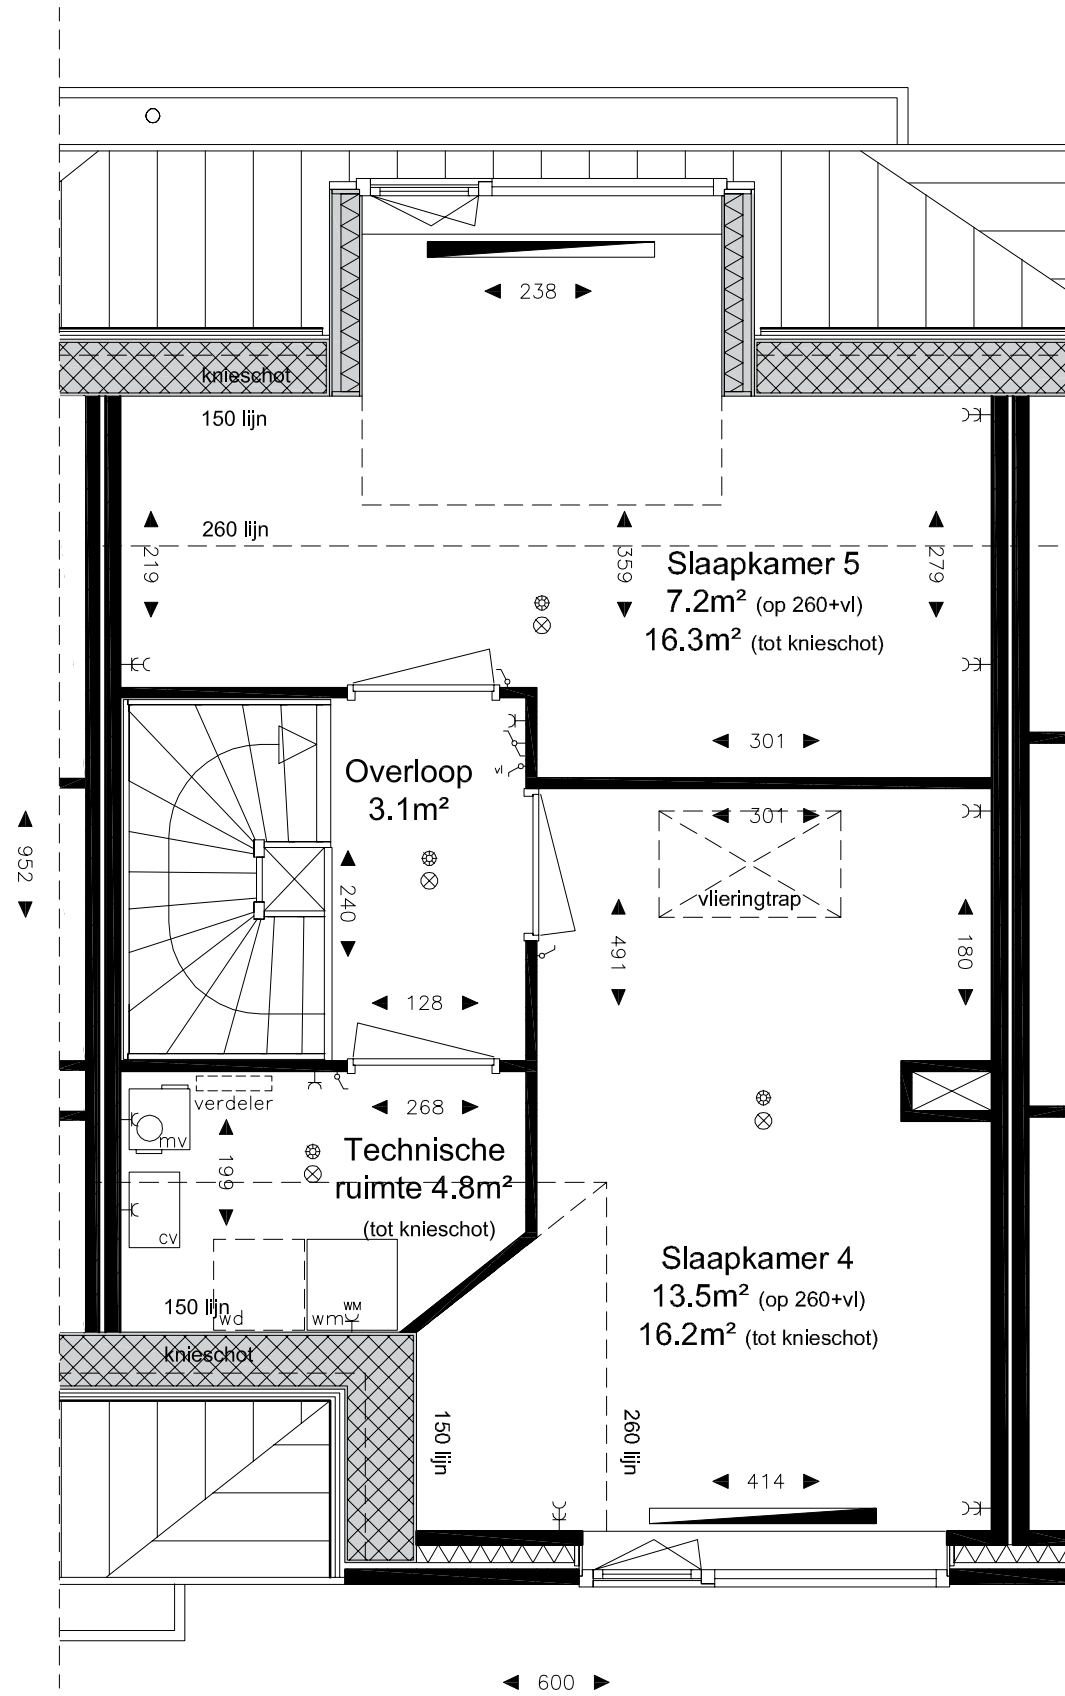 238
knieschot
150 lijn
260 lijn
219
359
279
Slaapkamer 5
7.2m² (op 260+vl)
16.3m² (tot knieschot)
301
vl
Overloop
3.1m²
301
vlieringtrap
952
240
491
180
128
verdeler
268
mv
199
Technische
ruimte 4.8m²
(tot knieschot)
cv
Slaapkamer 4
13.5m² (op 260+vl)
16.2m² (tot knieschot)
150 lijn
wd
wm
WM
knieschot
150 lijn
260 lijn
414
600